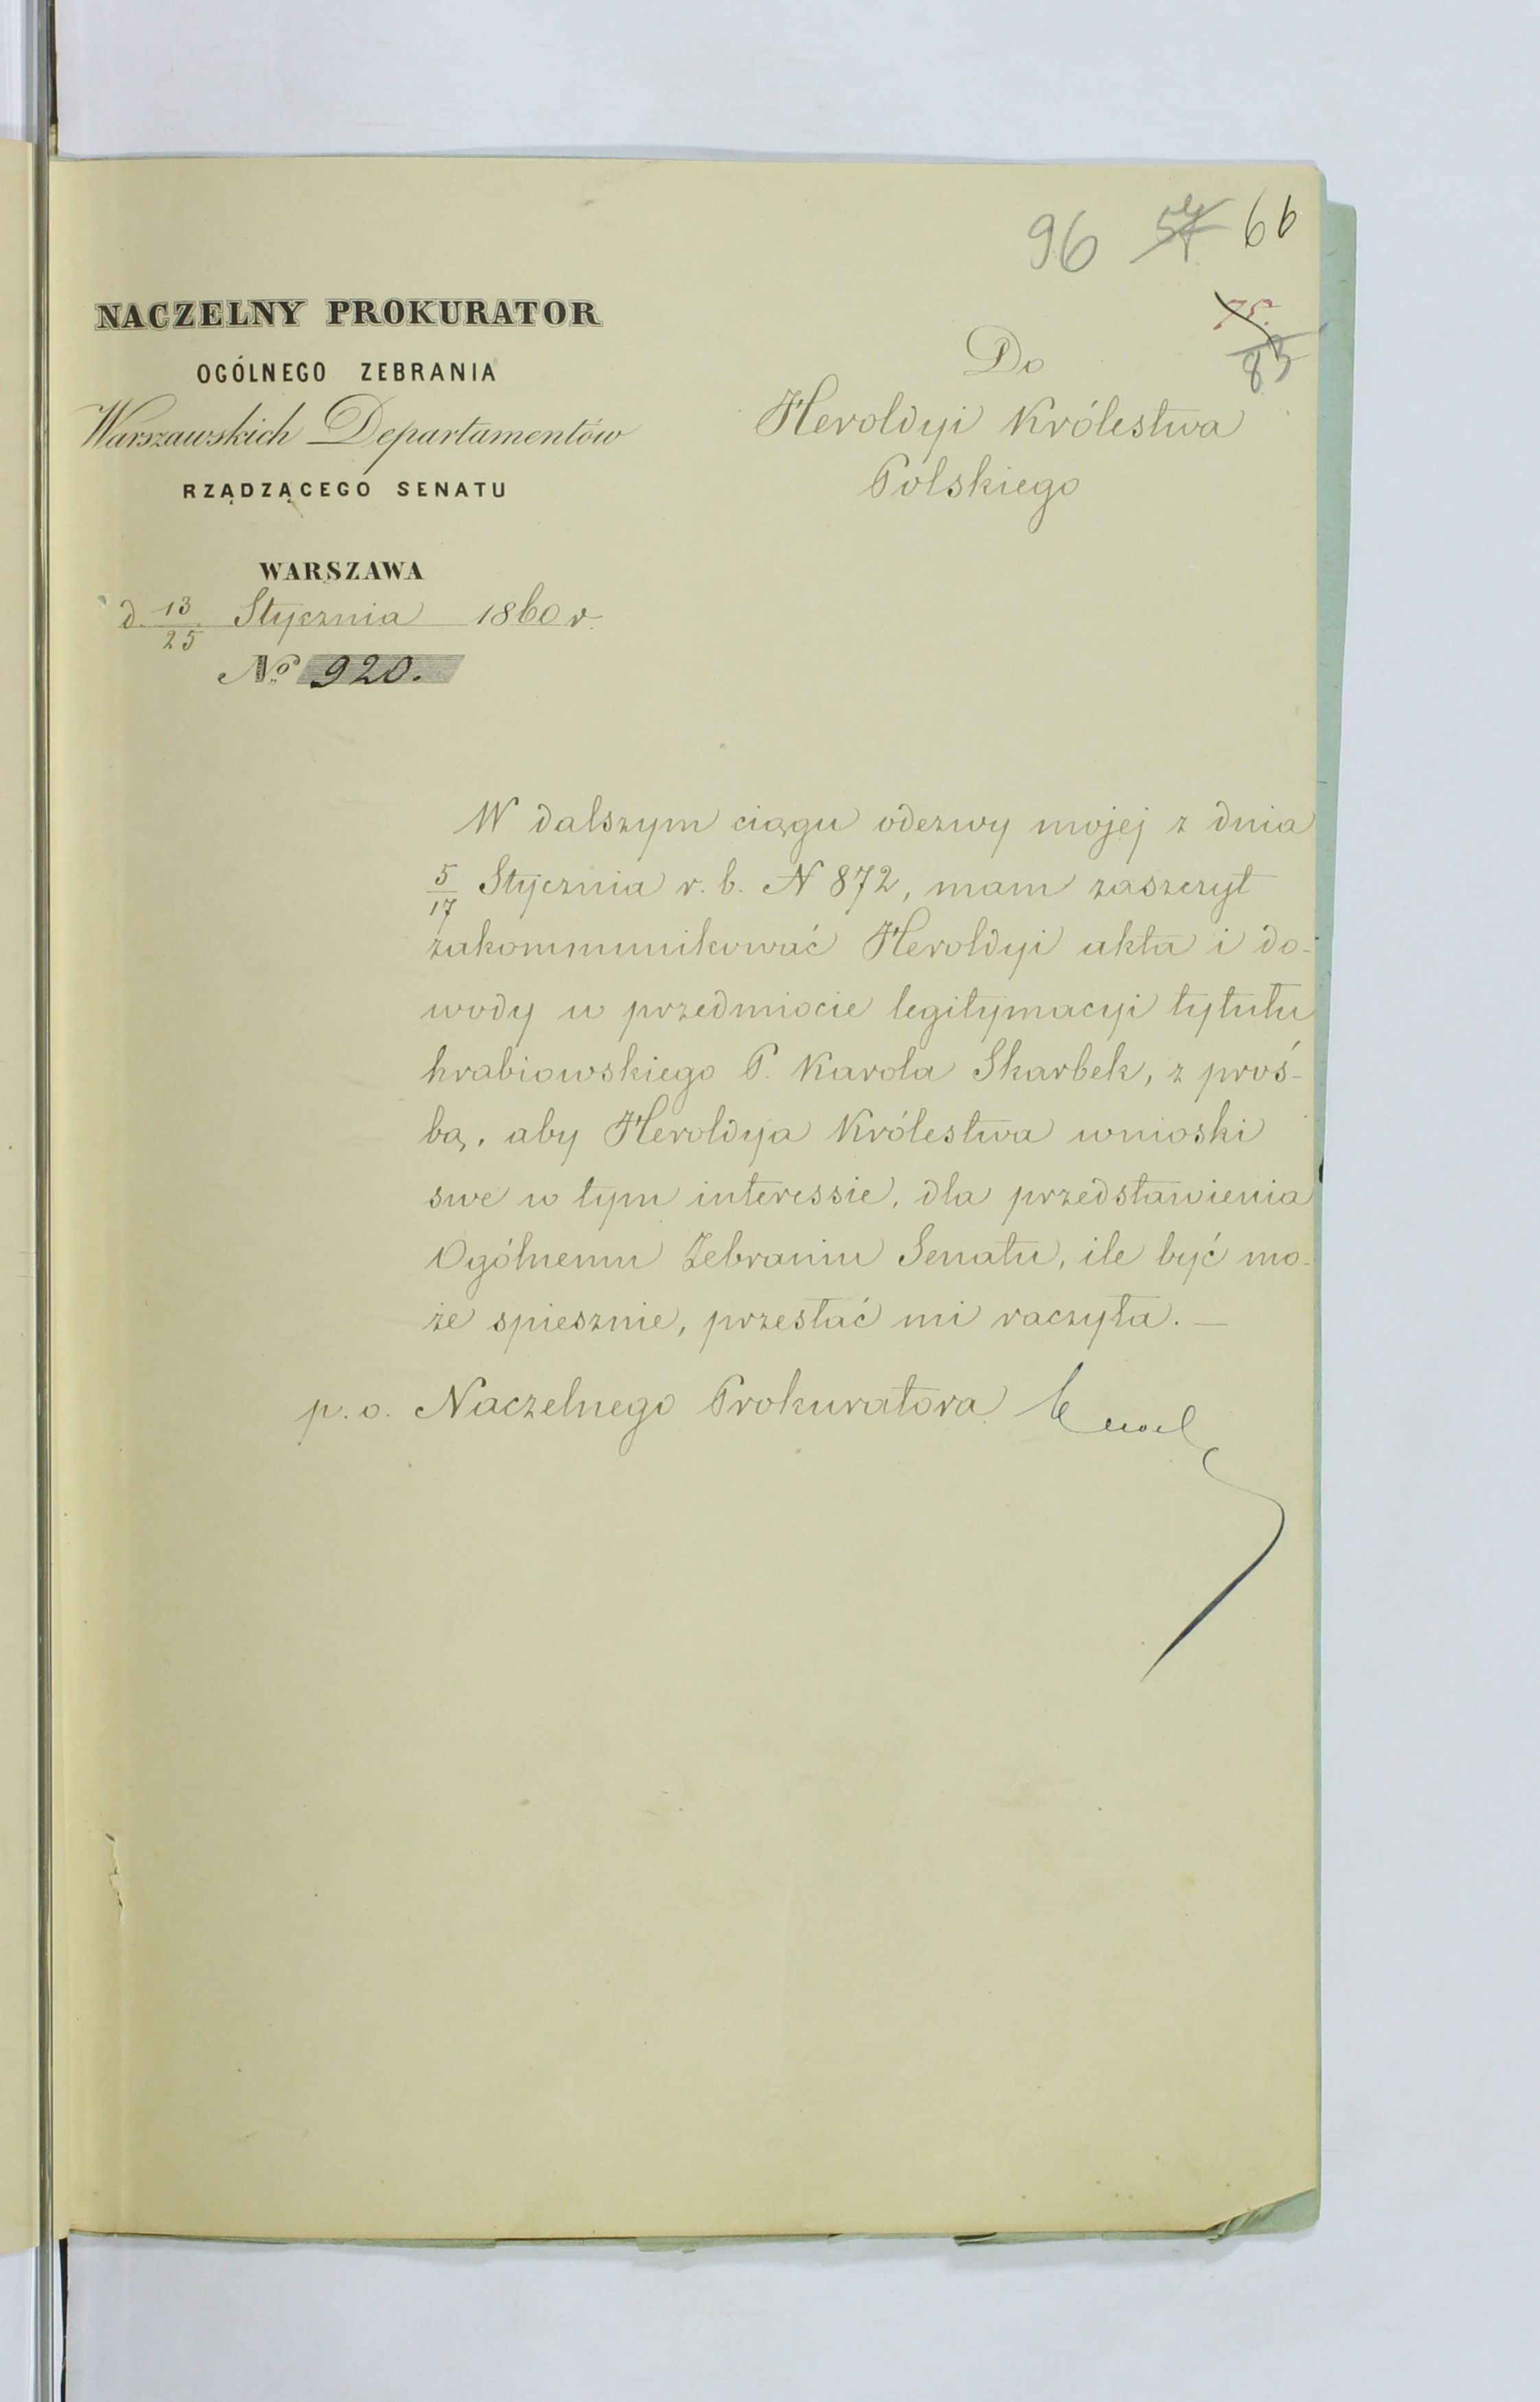 96 57 66
75.
83
NACZELNY PROKURATOR
OGÓLNEGO ZEBRANIA
Warszawskich Departamentów
RZĄDZĄCEGO SENATU
WARSZAWA
d. 13/25 Stycznia 1860 r.
No 920.
Do
Heroldyi Królestwa
Polskiego
W dalszym ciągu odezwy mojej z dnia
5/17 Stycznia r. b. N 872, mam zaszczyt
zakommunikować Heroldyi akta i do-
wody w przedmiocie legitymacyi tytułu
hrabiowskiego P. Karola Skarbek, z proś-
bą, aby Heroldya Królestwa wnioski
swe w tym interessie, dla przedstawienia
Ogólnemu Zebraniu Senatu, ile być mo-
że spiesznie, przesłać mi raczyła. —
p. o. Naczelnego Prokuratora